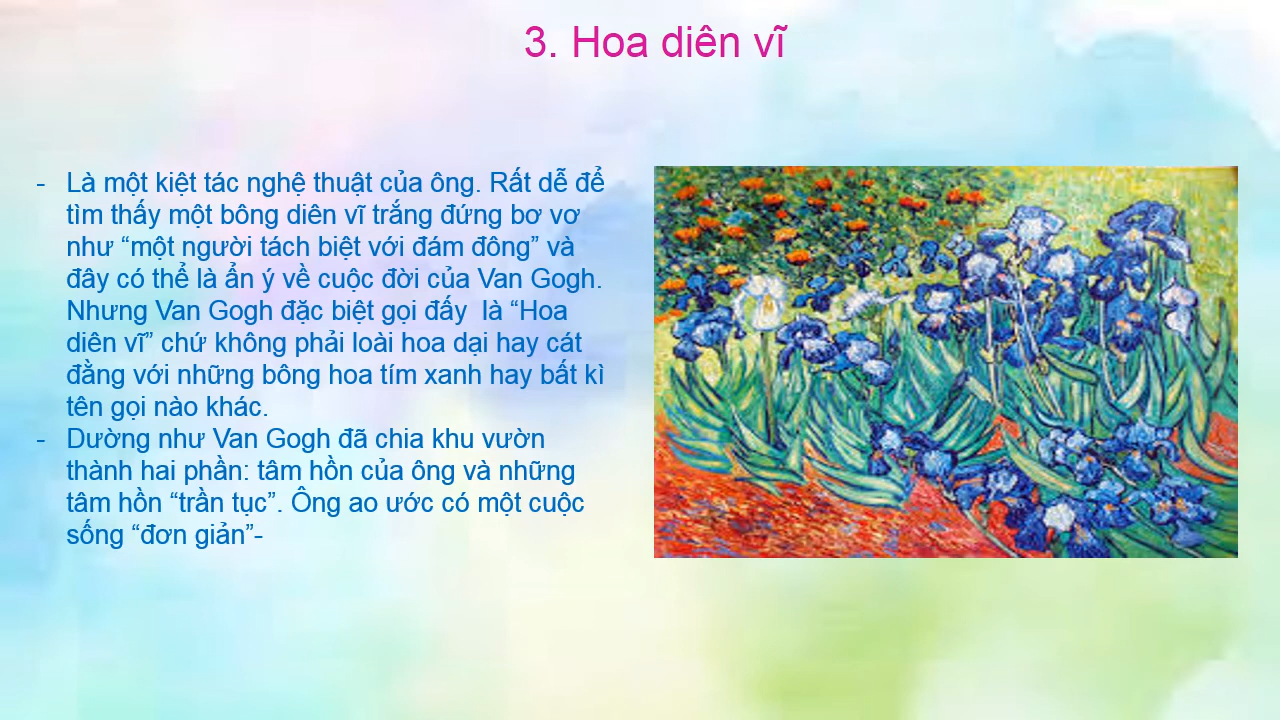 3. Hoa diên vĩ
- Là một kiệt tác nghệ thuật của ông. Rất dễ để
tìm thấy một bông diên vĩ trắng đứng bơ vơ
như “một người tách biệt với đám đông” và
đây có thể là ẩn ý về cuộc đời của Van Gogh.
Nhưng Van Gogh đặc biệt gọi đấy  là “Hoa
diên vĩ” chứ không phải loài hoa dại hay cát
đằng với những bông hoa tím xanh hay bất kì
tên gọi nào khác.
- Dường như Van Gogh đã chia khu vườn
thành hai phần: tâm hồn của ông và những
tâm hồn “trần tục”. Ông ao ước có một cuộc
sống “đơn giản”-